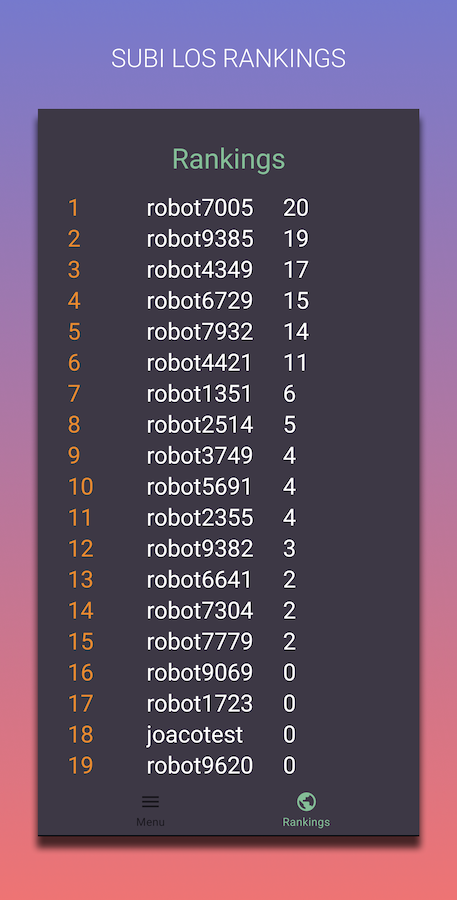 SUBI LOS RANKINGS
Rankings
1 robot7005 20
2 robot9385 19
3 robot4349 17
4 robot6729 15
5 robot7932 14
6 robot4421 11
7 robot1351 6
8 robot2514 5
9 robot3749 4
10 robot5691 4
11 robot2355 4
12 robot9382 3
13 robot6641 2
14 robot7304 2
15 robot7779 2
16 robot9069 0
17 robot1723 0
18 joacotest 0
19 robot9620 0
Menu Rankings